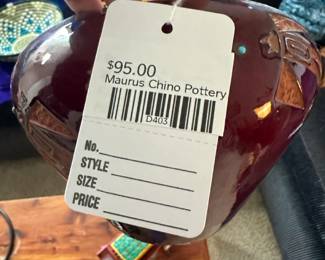 $95.00
Maurus Chino Pottery
D403
No.
STYLE
SIZE
PRICE